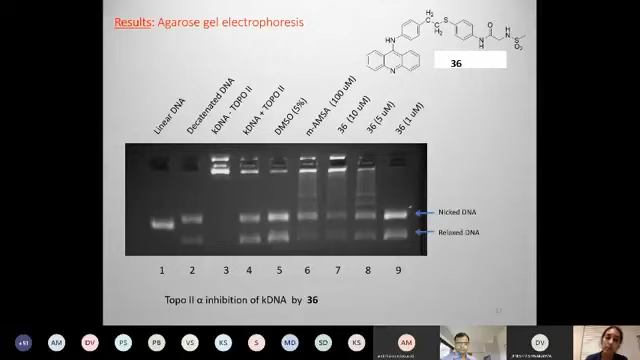 Results: Agarose gel electrophoresis
36
Linear DNA
Decatenated DNA
kDNA - TOPO II
kDNA + TOPO II
DMSO (5%)
m-AMSA (100 uM)
36 (10 uM)
36 (5 uM)
36 (1 uM)
Nicked DNA
Relaxed DNA
1 2 3 4 5 6 7 8 9
Topo II α inhibition of kDNA by 36
17
+51 AM DV PS PB VS KS S MD SD KS AM DV